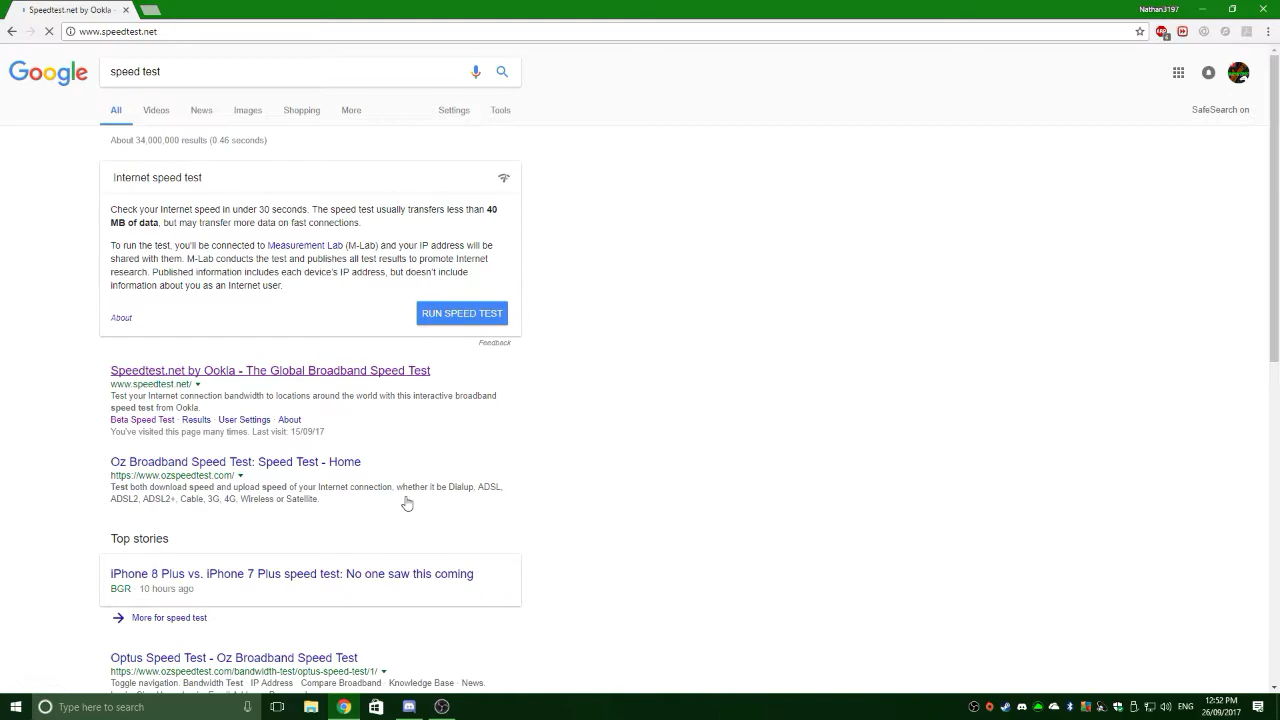 Speedtest.net by Ookla -
Nathan3197
www.speedtest.net
Google
speed test
All Videos News Images Shopping More Settings Tools
SafeSearch on
About 34,000,000 results (0.46 seconds)
Internet speed test
Check your Internet speed in under 30 seconds. The speed test usually transfers less than 40
MB of data, but may transfer more data on fast connections.
To run the test, you'll be connected to Measurement Lab (M-Lab) and your IP address will be
shared with them. M-Lab conducts the test and publishes all test results to promote Internet
research. Published information includes each device's IP address, but doesn't include
information about you as an Internet user.
RUN SPEED TEST
About
Feedback
Speedtest.net by Ookla - The Global Broadband Speed Test
www.speedtest.net/
Test your Internet connection bandwidth to locations around the world with this interactive broadband
speed test from Ookla.
Beta Speed Test · Results · User Settings · About
You've visited this page many times. Last visit: 15/09/17
Oz Broadband Speed Test: Speed Test - Home
https://www.ozspeedtest.com/
Test both download speed and upload speed of your Internet connection, whether it be Dialup, ADSL,
ADSL2, ADSL2+, Cable, 3G, 4G, Wireless or Satellite.
Top stories
iPhone 8 Plus vs. iPhone 7 Plus speed test: No one saw this coming
BGR 10 hours ago
More for speed test
Optus Speed Test - Oz Broadband Speed Test
https://www.ozspeedtest.com/bandwidth-test/optus-speed-test/1/
Toggle navigation. Bandwidth Test · IP Address · Compare Broadband · Knowledge Base · News.
Type here to search
ENG
12:52 PM
26/09/2017